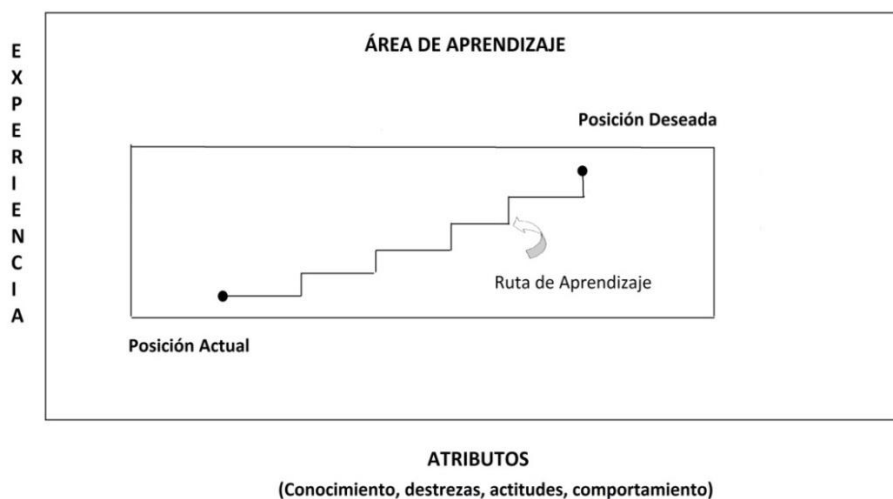 EXPERIENCIA
ÁREA DE APRENDIZAJE
Posición Deseada
Ruta de Aprendizaje
Posición Actual
ATRIBUTOS
(Conocimiento, destrezas, actitudes, comportamiento)